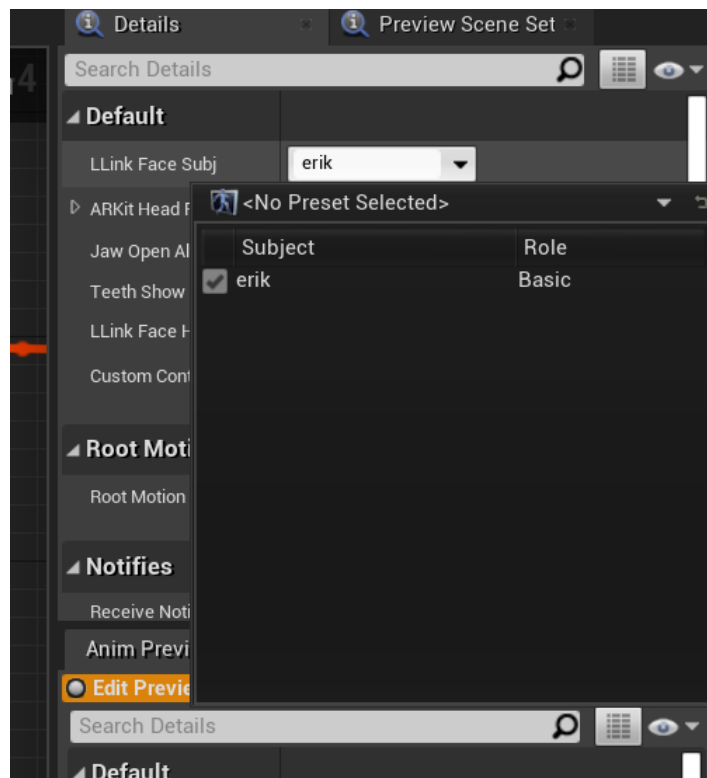 Details
Preview Scene Set
4
Search Details
Default
LLink Face Subj
erik
ARKit Head
<No Preset Selected>
Jaw Open Al
Subject Role
erik Basic
Teeth Show
LLink Face H
Custom Cont
Root Moti
Root Motion
Notifies
Receive Noti
Anim Previ
Edit Previe
Search Details
Default